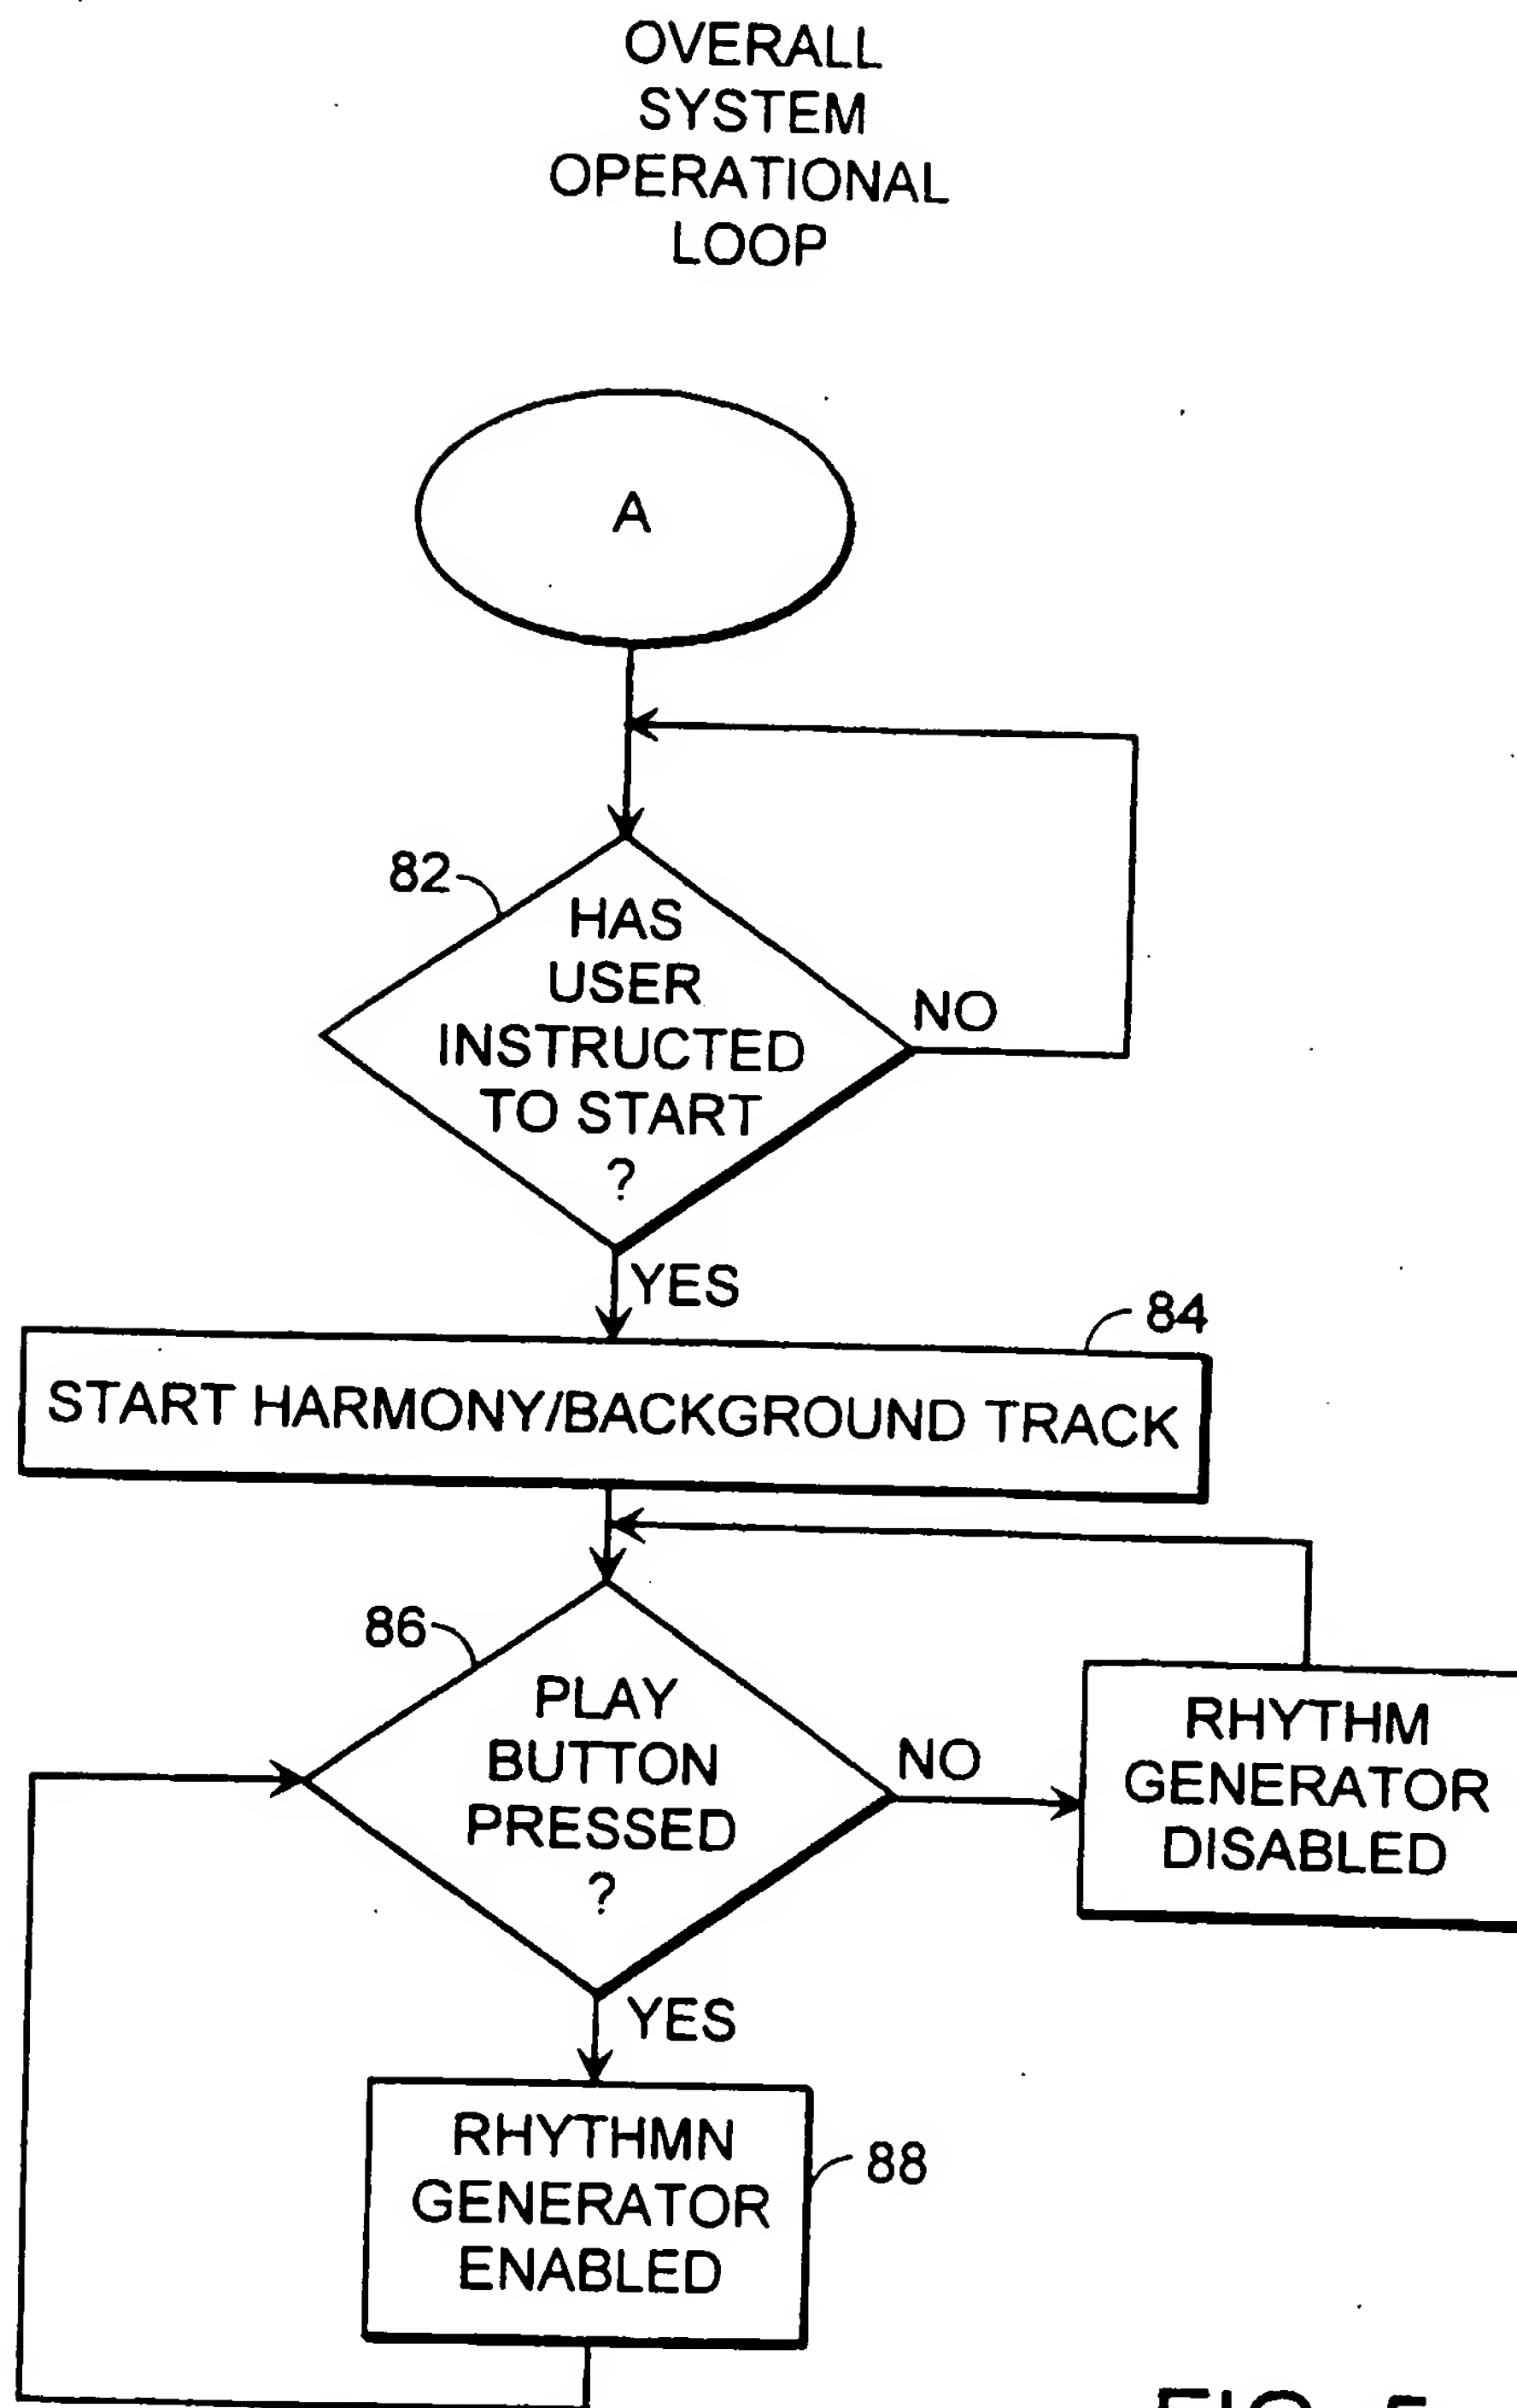 OVERALL
SYSTEM
OPERATIONAL
LOOP
A
82
HAS
USER
INSTRUCTED
TO START
?
NO
YES
84
START HARMONY/BACKGROUND TRACK
86
PLAY
BUTTON
PRESSED
?
NO
RHYTHM
GENERATOR
DISABLED
YES
RHYTHMN
GENERATOR
ENABLED
88